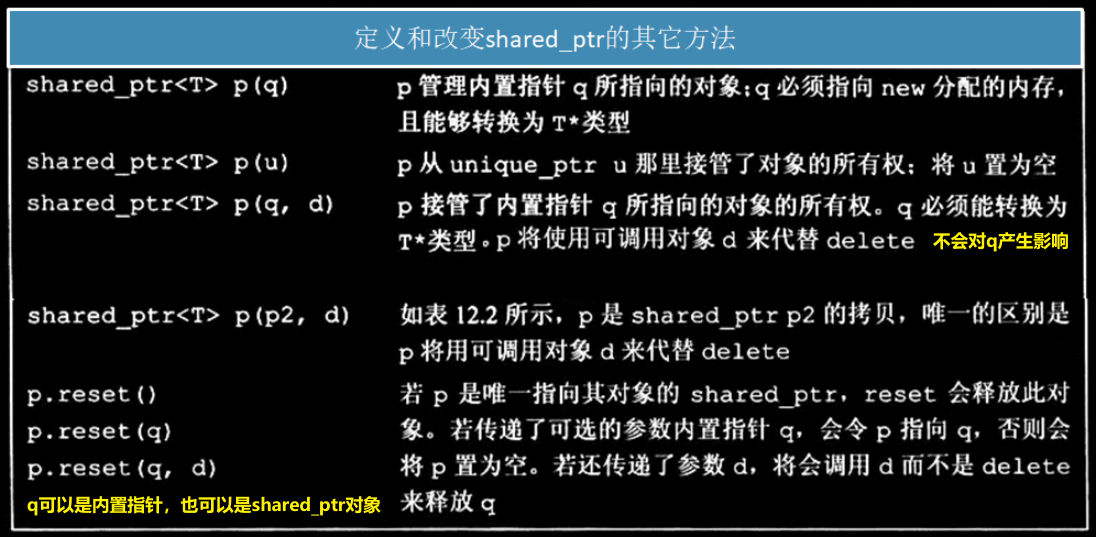 定义和改变shared_ptr的其它方法
shared_ptr<T> p(q) p 管理内置指针 q 所指向的对象;q 必须指向 new 分配的内存,
且能够转换为 T*类型
shared_ptr<T> p(u) p 从 unique_ptr u 那里接管了对象的所有权;将 u 置为空
shared_ptr<T> p(q, d) p 接管了内置指针 q 所指向的对象的所有权。q 必须能转换为
T*类型。p 将使用可调用对象 d 来代替 delete 不会对q产生影响
shared_ptr<T> p(p2, d) 如表 12.2 所示,p 是 shared_ptr p2 的拷贝,唯一的区别是
p 将用可调用对象 d 来代替 delete
p.reset() 若 p 是唯一指向其对象的 shared_ptr,reset 会释放此对
p.reset(q) 象。若传递了可选的参数内置指针 q,会令 p 指向 q,否则会
p.reset(q, d) 将 p 置为空。若还传递了参数 d,将会调用 d 而不是 delete
q可以是内置指针,也可以是shared_ptr对象 来释放 q